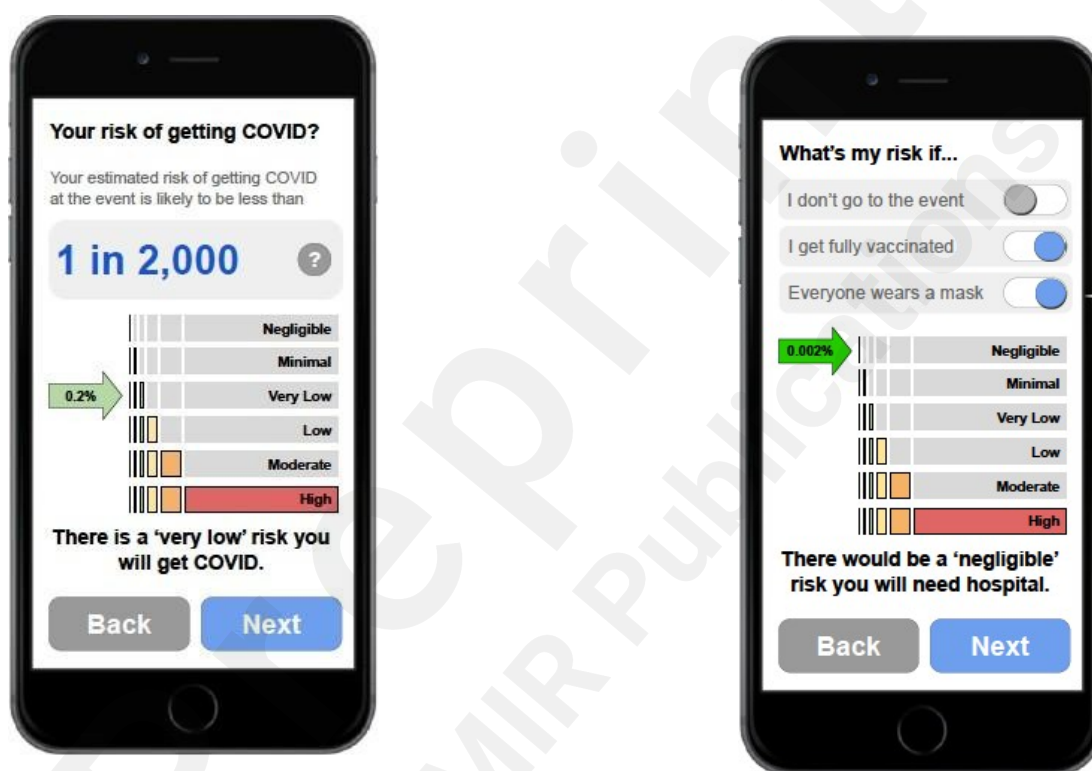 Your risk of getting COVID?
Your estimated risk of getting COVID
at the event is likely to be less than
1 in 2,000
?
Negligible
Minimal
0.2%
Very Low
Low
Moderate
High
There is a ‘very low’ risk you
will get COVID.
Back
Next
What's my risk if...
I don't go to the event
I get fully vaccinated
Everyone wears a mask
0.002%
Negligible
Minimal
Very Low
Low
Moderate
High
There would be a ‘negligible’
risk you will need hospital.
Back
Next
Preprint
JMIR Publications